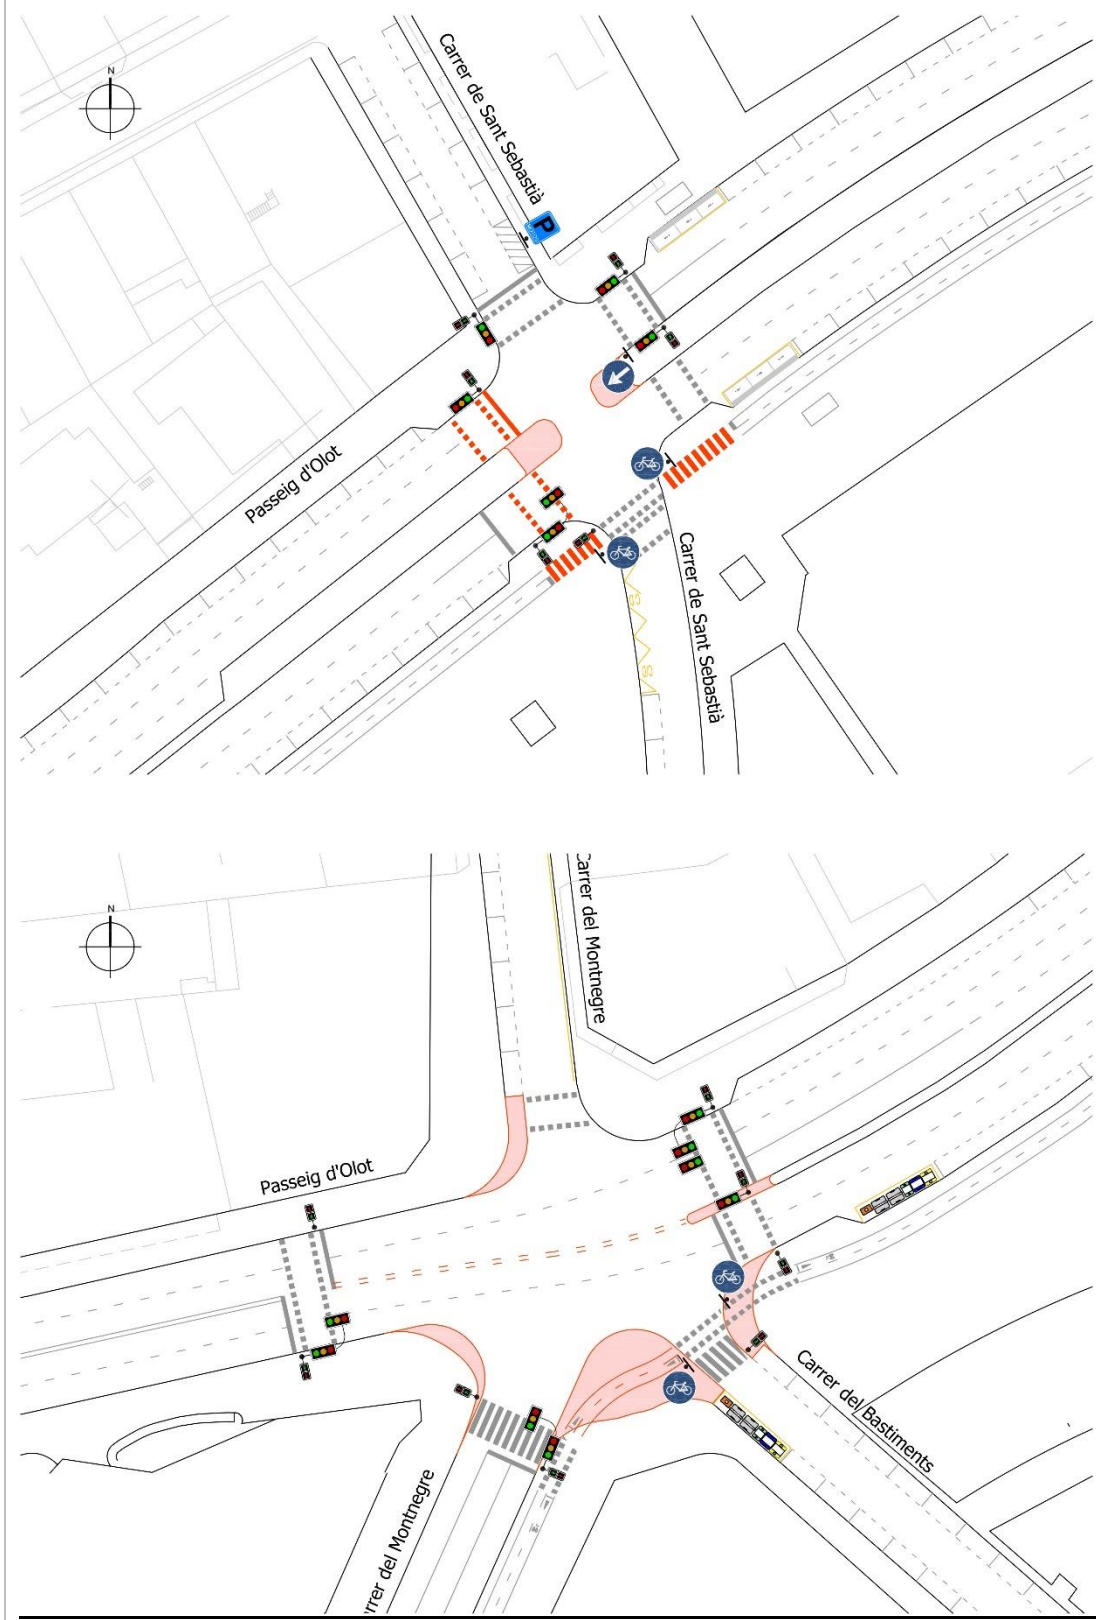 N
Carrer de Sant Sebastià
P
Passeig d'Olot
Carrer de Sant Sebastià
N
Carrer del Montnegre
Passeig d'Olot
Carrer del Bastiments
rrer del Montnegre